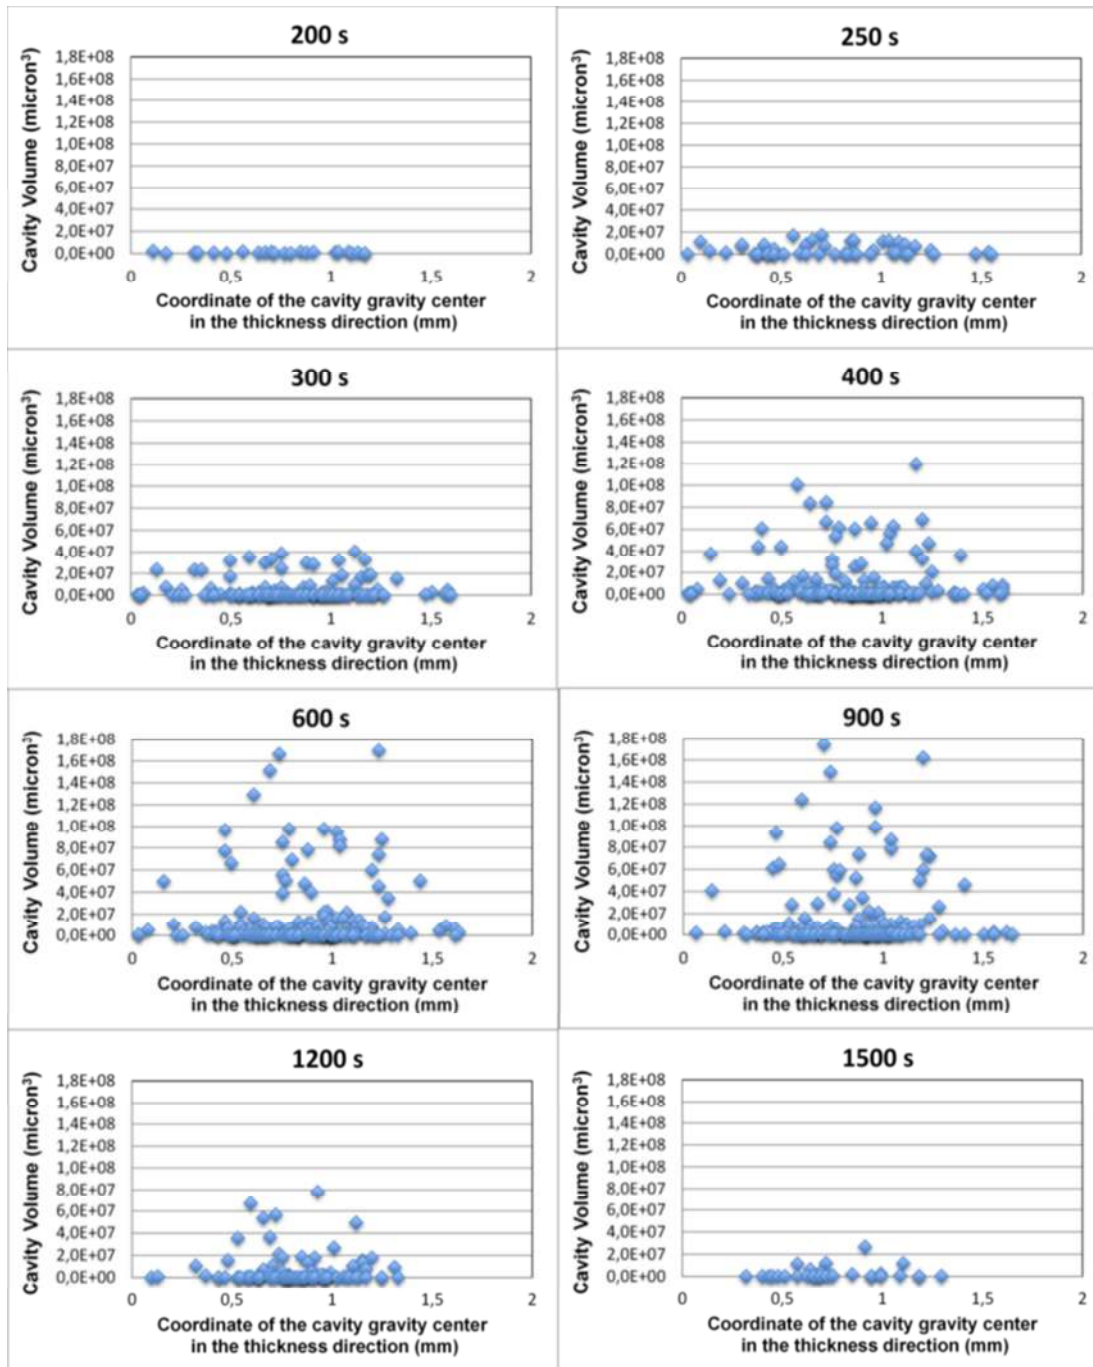 200 s
Cavity Volume (micron³)
1,8E+08
1,6E+08
1,4E+08
1,2E+08
1,0E+08
8,0E+07
6,0E+07
4,0E+07
2,0E+07
0,0E+00
0 0,5 1 1,5 2
Coordinate of the cavity gravity center
in the thickness direction (mm)
250 s
Cavity Volume (micron³)
1,8E+08
1,6E+08
1,4E+08
1,2E+08
1,0E+08
8,0E+07
6,0E+07
4,0E+07
2,0E+07
0,0E+00
0 0,5 1 1,5 2
Coordinate of the cavity gravity center
in the thickness direction (mm)
300 s
Cavity Volume (micron³)
1,8E+08
1,6E+08
1,4E+08
1,2E+08
1,0E+08
8,0E+07
6,0E+07
4,0E+07
2,0E+07
0,0E+00
0 0,5 1 1,5 2
Coordinate of the cavity gravity center
in the thickness direction (mm)
400 s
Cavity Volume (micron³)
1,8E+08
1,6E+08
1,4E+08
1,2E+08
1,0E+08
8,0E+07
6,0E+07
4,0E+07
2,0E+07
0,0E+00
0 0,5 1 1,5 2
Coordinate of the cavity gravity center
in the thickness direction (mm)
600 s
Cavity Volume (micron³)
1,8E+08
1,6E+08
1,4E+08
1,2E+08
1,0E+08
8,0E+07
6,0E+07
4,0E+07
2,0E+07
0,0E+00
0 0,5 1 1,5 2
Coordinate of the cavity gravity center
in the thickness direction (mm)
900 s
Cavity Volume (micron³)
1,8E+08
1,6E+08
1,4E+08
1,2E+08
1,0E+08
8,0E+07
6,0E+07
4,0E+07
2,0E+07
0,0E+00
0 0,5 1 1,5 2
Coordinate of the cavity gravity center
in the thickness direction (mm)
1200 s
Cavity Volume (micron³)
1,8E+08
1,6E+08
1,4E+08
1,2E+08
1,0E+08
8,0E+07
6,0E+07
4,0E+07
2,0E+07
0,0E+00
0 0,5 1 1,5 2
Coordinate of the cavity gravity center
in the thickness direction (mm)
1500 s
Cavity Volume (micron³)
1,8E+08
1,6E+08
1,4E+08
1,2E+08
1,0E+08
8,0E+07
6,0E+07
4,0E+07
2,0E+07
0,0E+00
0 0,5 1 1,5 2
Coordinate of the cavity gravity center
in the thickness direction (mm)